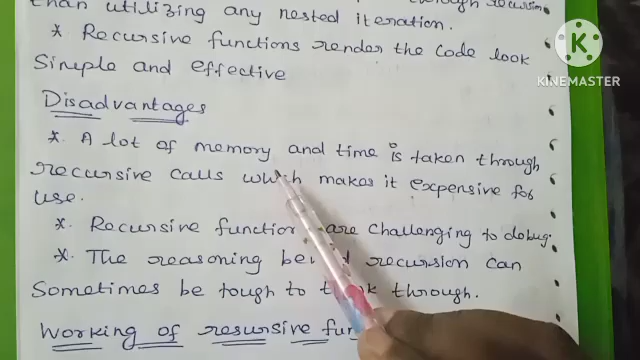 than utilizing any nested iteration.
* Recursive functions render the code look
Simple and effective
KINEMASTER
Disadvantages
* A lot of memory and time is taken through
recursive calls which makes it expensive for
use.
* Recursive function are challenging to debug.
* The reasoning recursion can
Sometimes be tough to through.
Working of resursive